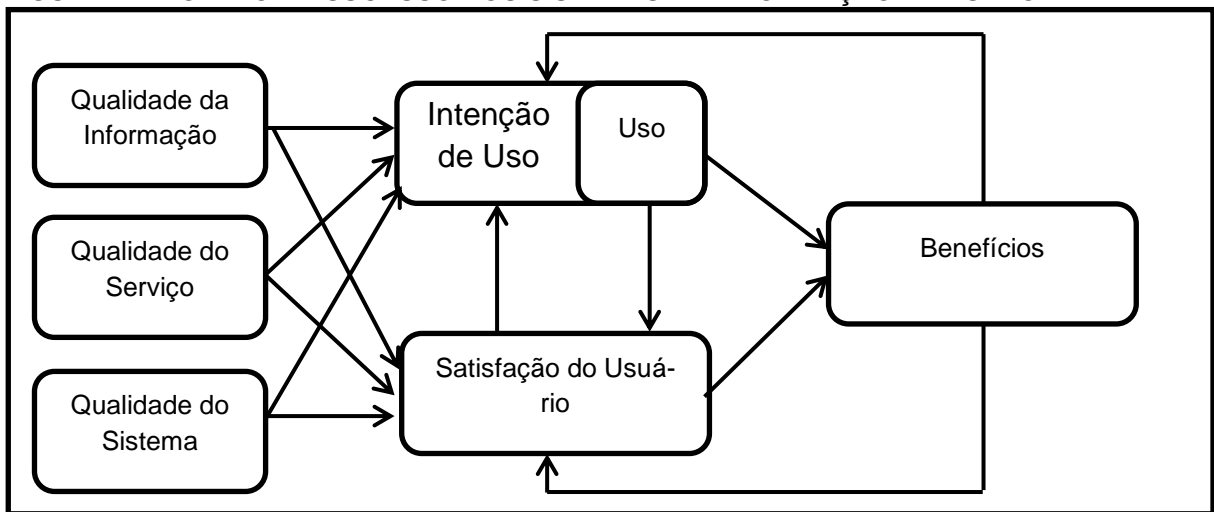 Qualidade da
Informação
Qualidade do
Serviço
Qualidade do
Sistema
Intenção
de Uso
Uso
Satisfação do Usuá-
rio
Benefícios